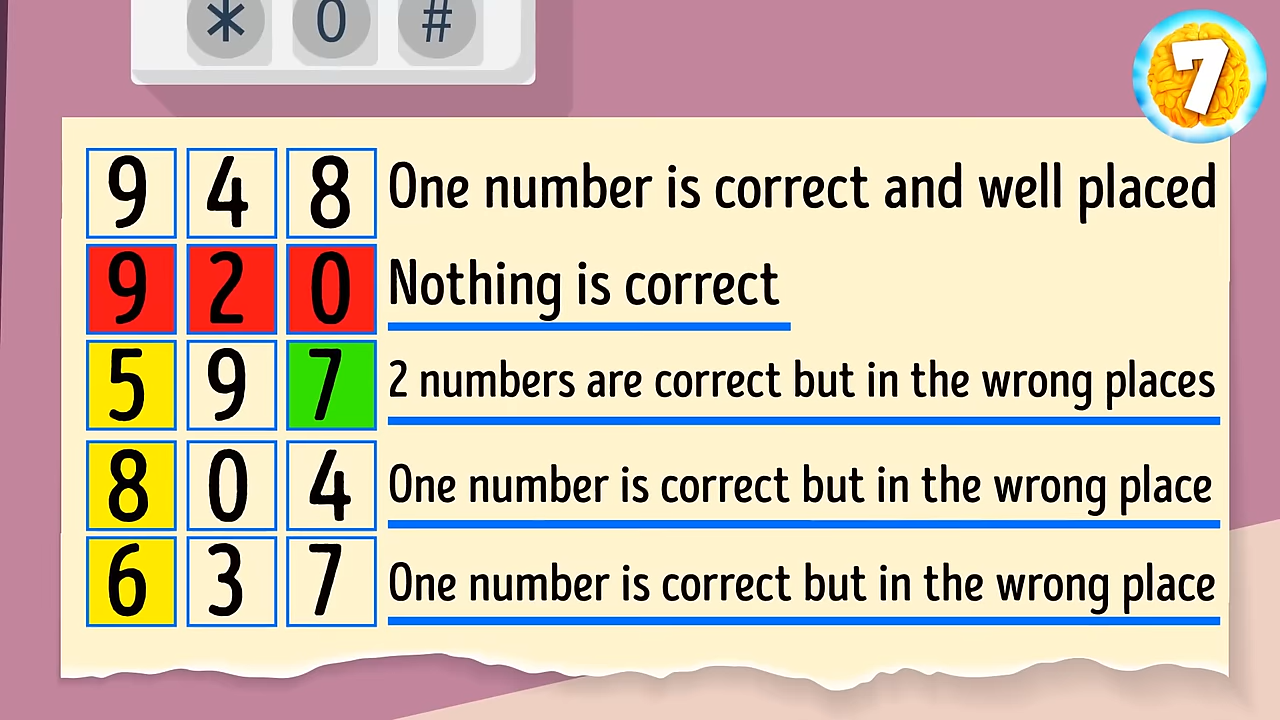 * 0 #
7
9 4 8 One number is correct and well placed
9 2 0 Nothing is correct
5 9 7 2 numbers are correct but in the wrong places
8 0 4 One number is correct but in the wrong place
6 3 7 One number is correct but in the wrong place